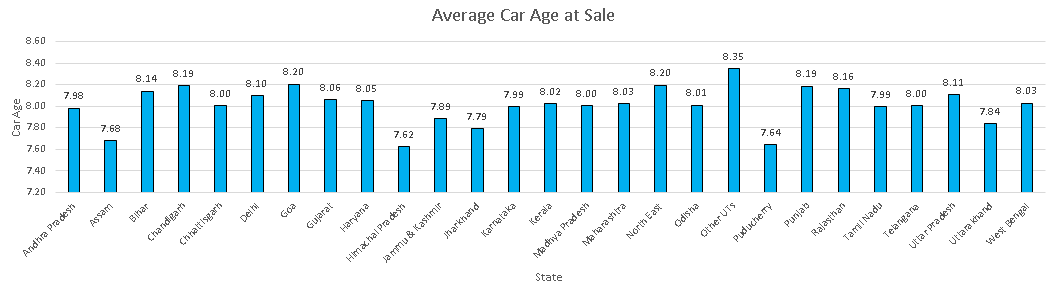 Average Car Age at Sale
8.60
8.40
8.20
8.00
7.80
7.60
7.40
7.20
Car Age
7.98
7.68
8.14
8.19
8.00
8.10
8.20
8.06
8.05
7.62
7.89
7.79
7.99
8.02
8.00
8.03
8.20
8.01
8.35
7.64
8.19
8.16
7.99
8.00
8.11
7.84
8.03
Andhra Pradesh
Assam
Bihar
Chandigarh
Chhattisgarh
Delhi
Goa
Gujarat
Haryana
Himachal Pradesh
Jammu & Kashmir
Jharkhand
Karnataka
Kerala
Madhya Pradesh
Maharashtra
North East
Odisha
Other UTs
Puducherry
Punjab
Rajasthan
Tamil Nadu
Telangana
Uttar Pradesh
Uttarakhand
West Bengal
State